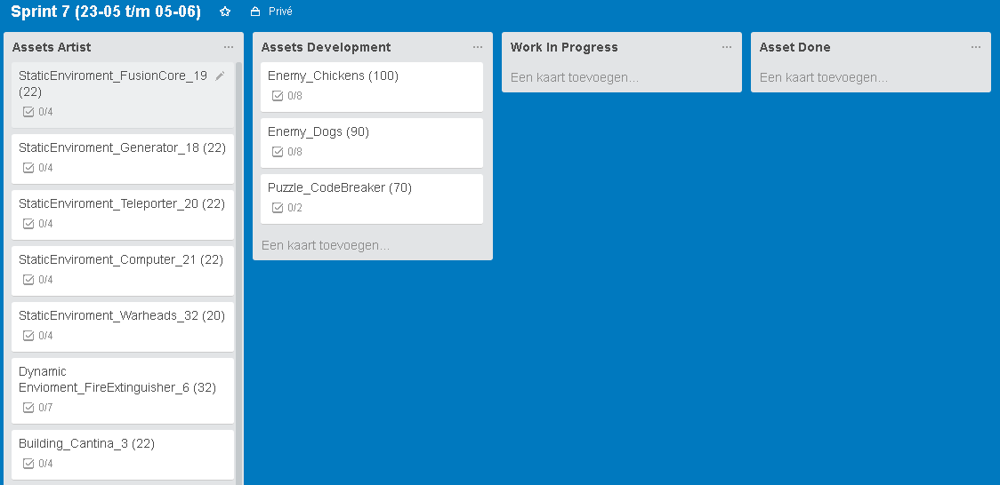 Sprint 7 (23-05 t/m 05-06)
Privé
Assets Artist
StaticEnviroment_FusionCore_19
(22)
0/4
StaticEnviroment_Generator_18 (22)
0/4
StaticEnviroment_Teleporter_20 (22)
0/4
StaticEnviroment_Computer_21 (22)
0/4
StaticEnviroment_Warheads_32 (20)
0/4
Dynamic
Envioment_FireExtinguisher_6 (32)
0/7
Building_Cantina_3 (22)
0/4
Assets Development
Enemy_Chickens (100)
0/8
Enemy_Dogs (90)
0/8
Puzzle_CodeBreaker (70)
0/2
Een kaart toevoegen...
Work In Progress
Een kaart toevoegen...
Asset Done
Een kaart toevoegen...